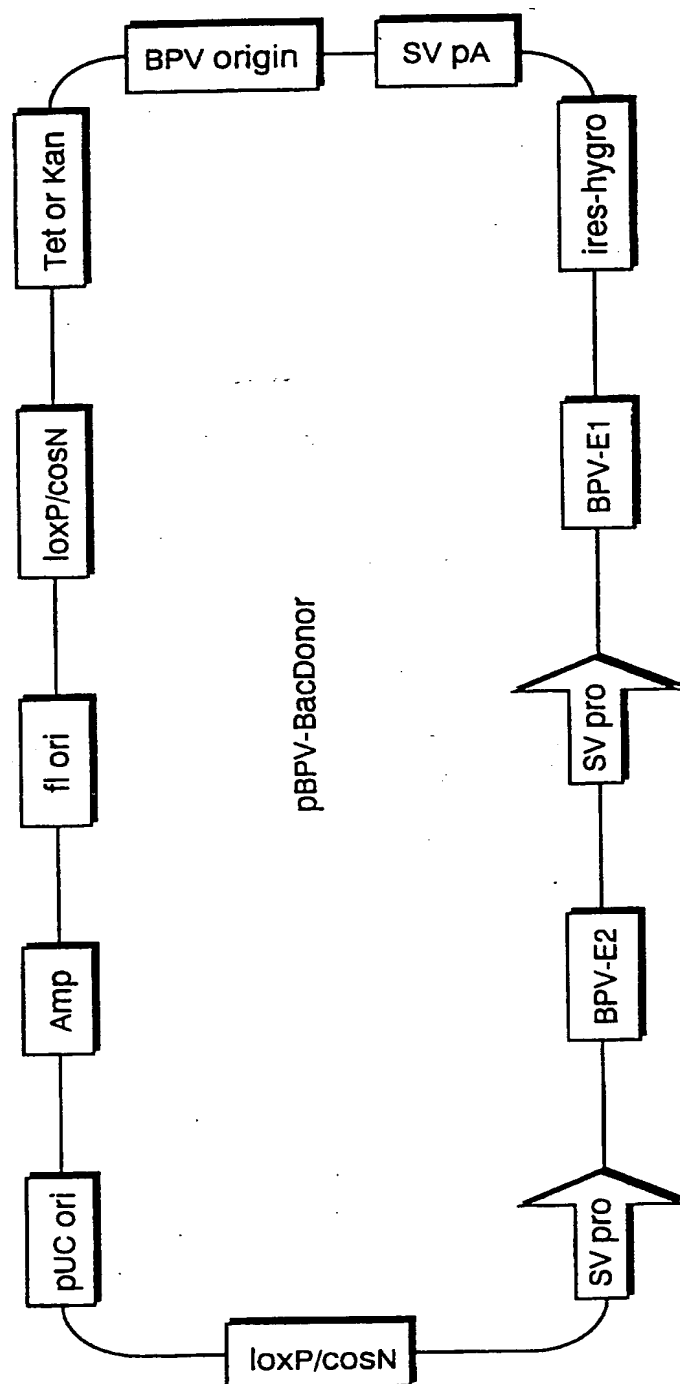 BPV origin
SV pA
Tet or Kan
ires-hygro
loxP/cosN
BPV-E1
fl ori
pBPV-BacDonor
SV pro
Amp
BPV-E2
pUC ori
SV pro
loxP/cosN